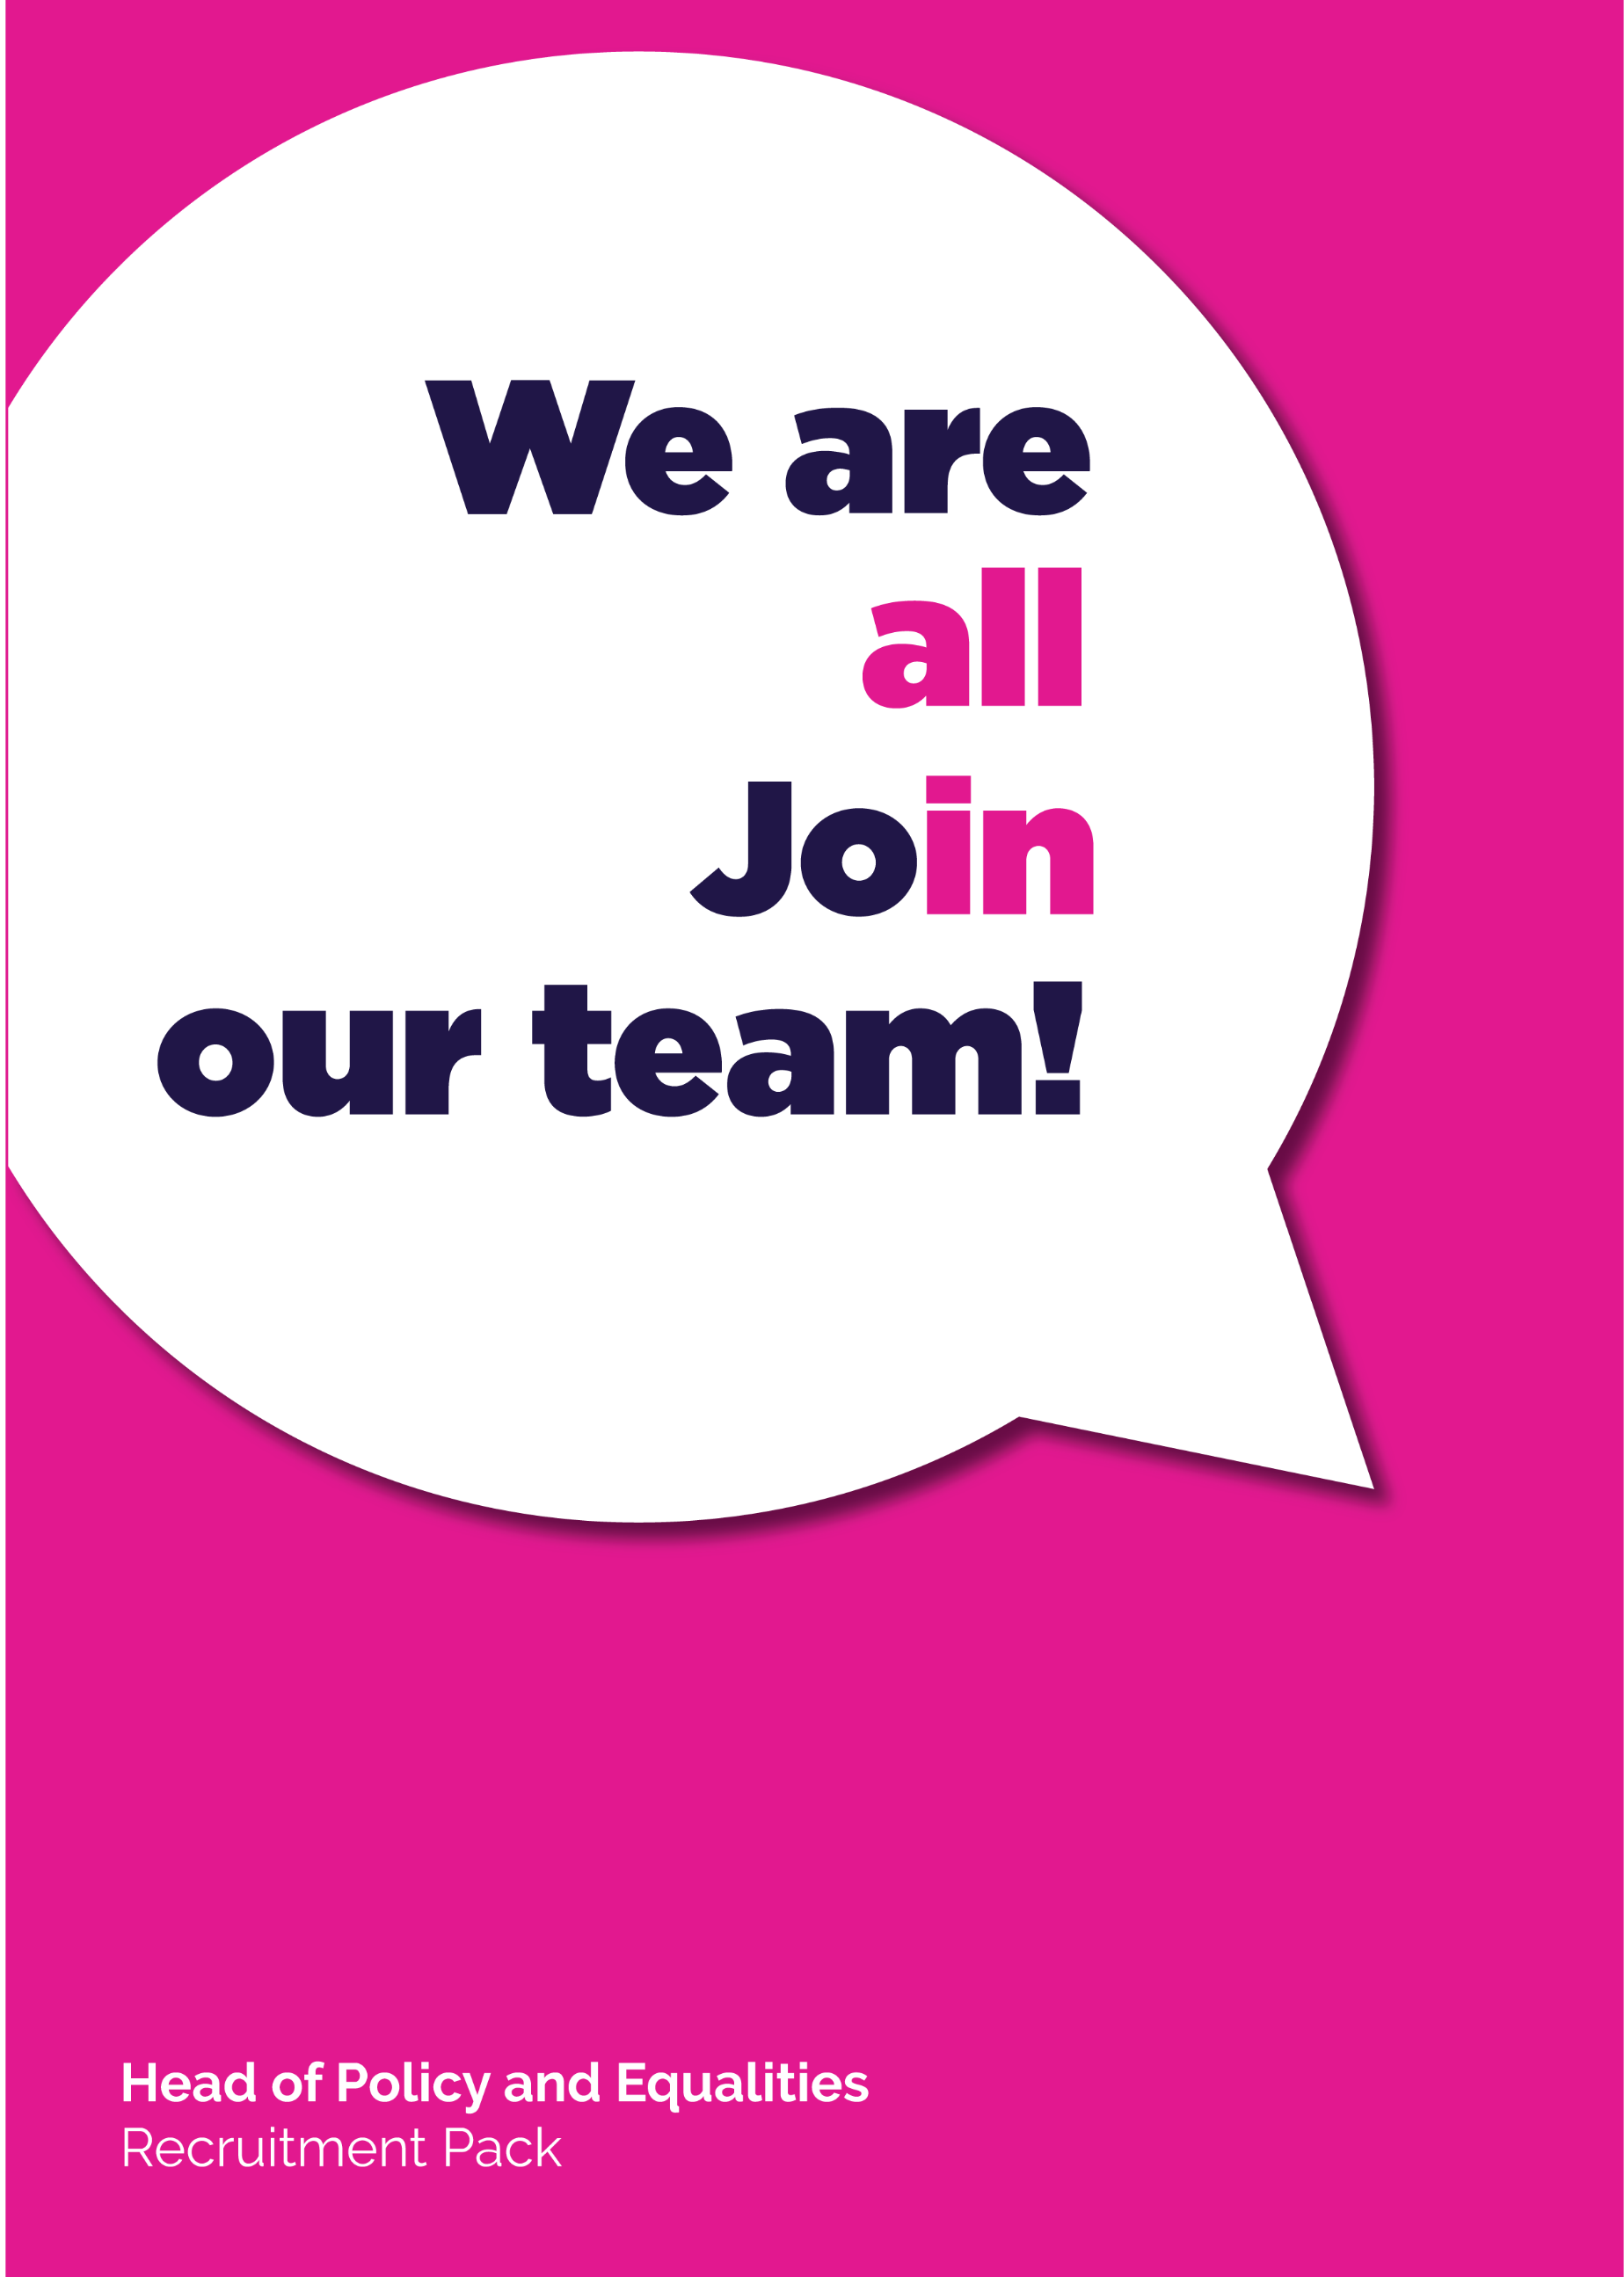 We are
all
Join
our team!
Head of Policy and Equalities
Recruitment Pack